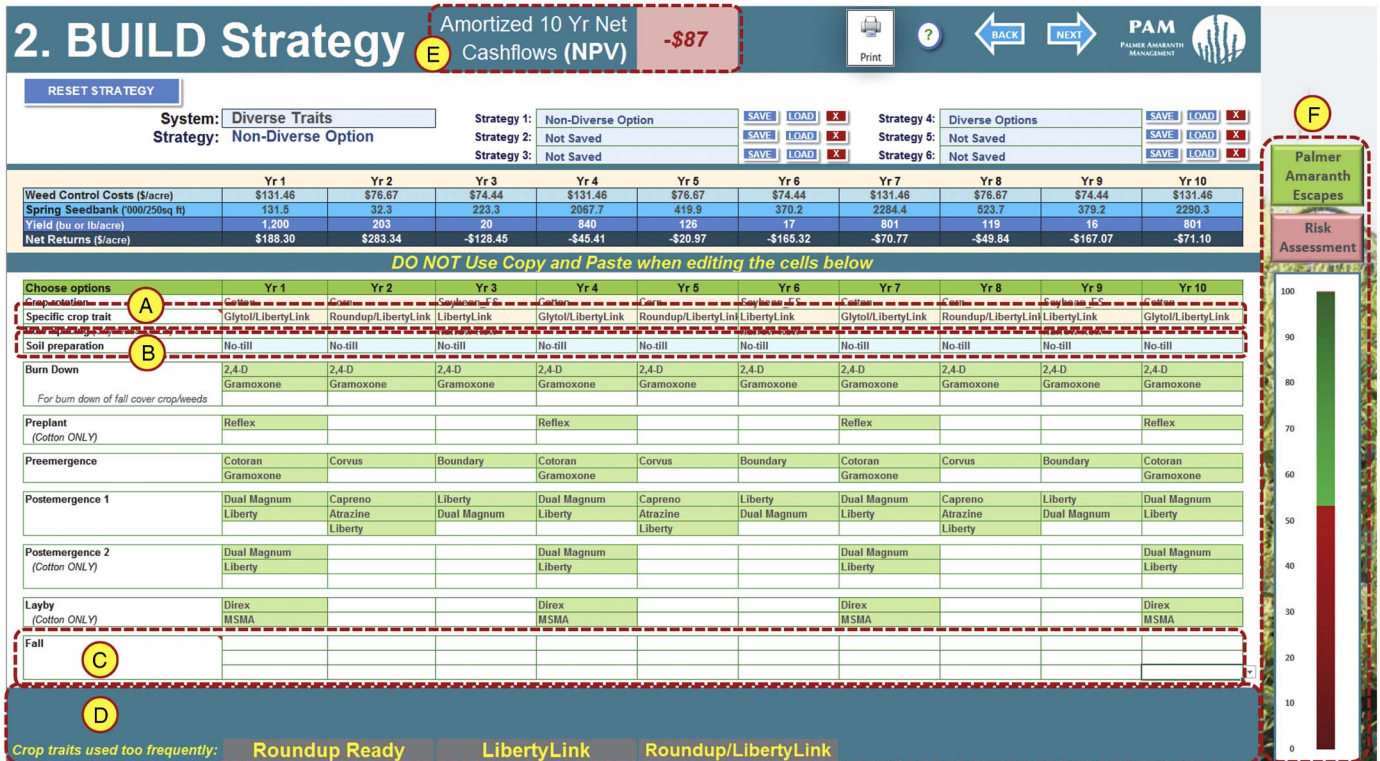 2. BUILD Strategy
Amortized 10 Yr Net
Cashflows (NPV)
-$87
E
Print
?
BACK
NEXT
PAM
PALMER AMARANTH
MANAGEMENT
RESET STRATEGY
System: Diverse Traits
Strategy: Non-Diverse Option
Strategy 1: Non-Diverse Option SAVE LOAD X
Strategy 2: Not Saved SAVE LOAD X
Strategy 3: Not Saved SAVE LOAD X
Strategy 4: Diverse Options SAVE LOAD X
Strategy 5: Not Saved SAVE LOAD X
Strategy 6: Not Saved SAVE LOAD X
F
Palmer
Amaranth
Escapes
Risk
Assessment
Yr 1 Yr 2 Yr 3 Yr 4 Yr 5 Yr 6 Yr 7 Yr 8 Yr 9 Yr 10
Weed Control Costs ($/acre) $131.46 $76.67 $74.44 $131.46 $76.67 $74.44 $131.46 $76.67 $74.44 $131.46
Spring Seedbank ('000/250sq ft) 131.5 32.3 223.3 2067.7 419.9 370.2 2284.4 523.7 379.2 2290.3
Yield (bu or lb/acre) 1,200 203 20 840 126 17 801 119 16 801
Net Returns ($/acre) $188.30 $283.34 -$128.45 -$45.41 -$20.97 -$165.32 -$70.77 -$49.84 -$167.07 -$71.10
DO NOT Use Copy and Paste when editing the cells below
Choose options Yr 1 Yr 2 Yr 3 Yr 4 Yr 5 Yr 6 Yr 7 Yr 8 Yr 9 Yr 10
Crop rotation Cotton Corn Soybean_FS Cotton Corn Soybean_FS Cotton Corn Soybean_FS Cotton
A
Specific crop trait Glytol/LibertyLink Roundup/LibertyLink LibertyLink Glytol/LibertyLink Roundup/LibertyLink LibertyLink Glytol/LibertyLink Roundup/LibertyLink LibertyLink Glytol/LibertyLink
Soil preparation No-till No-till No-till No-till No-till No-till No-till No-till No-till No-till
B
Burn Down 2,4-D 2,4-D 2,4-D 2,4-D 2,4-D 2,4-D 2,4-D 2,4-D 2,4-D 2,4-D
Gramoxone Gramoxone Gramoxone Gramoxone Gramoxone Gramoxone Gramoxone Gramoxone Gramoxone Gramoxone
For burn down of fall cover crop/weeds
Preplant Reflex Reflex Reflex Reflex
(Cotton ONLY)
Preemergence Cotoran Corvus Boundary Cotoran Corvus Boundary Cotoran Corvus Boundary Cotoran
Gramoxone Gramoxone Gramoxone Gramoxone
Postemergence 1 Dual Magnum Capreno Liberty Dual Magnum Capreno Liberty Dual Magnum Capreno Liberty Dual Magnum
Liberty Atrazine Dual Magnum Liberty Atrazine Dual Magnum Liberty Atrazine Dual Magnum Liberty
Liberty Liberty Liberty
Postemergence 2 Dual Magnum Dual Magnum Dual Magnum Dual Magnum
(Cotton ONLY) Liberty Liberty Liberty Liberty
Layby Direx Direx Direx Direx
(Cotton ONLY) MSMA MSMA MSMA MSMA
Fall
C
D
Crop traits used too frequently: Roundup Ready LibertyLink Roundup/LibertyLink
100
90
80
70
60
50
40
30
20
10
0